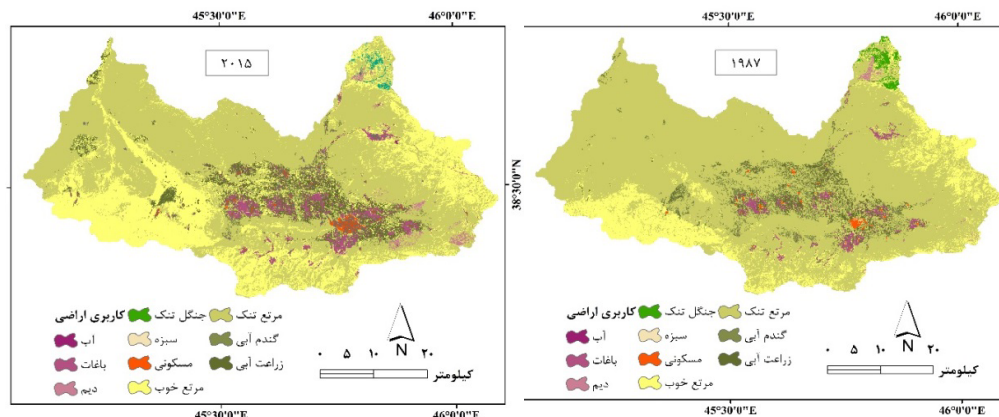 45°30'0"E 46°0'0"E 45°30'0"E 46°0'0"E
۲۰۱۵ ۱۹۸۷
38°30'0"N
کاربری اراضی جنگل تنک مرتع تنک
آب سبزه گندم آبی
باغات مسکونی زراعت آبی
دیم مرتع خوب
N
۰ ۵ ۱۰ ۲۰
کیلومتر
کاربری اراضی جنگل تنک مرتع تنک
آب سبزه گندم آبی
باغات مسکونی زراعت آبی
دیم مرتع خوب
N
۰ ۵ ۱۰ ۲۰
کیلومتر
45°30'0"E 46°0'0"E 45°30'0"E 46°0'0"E